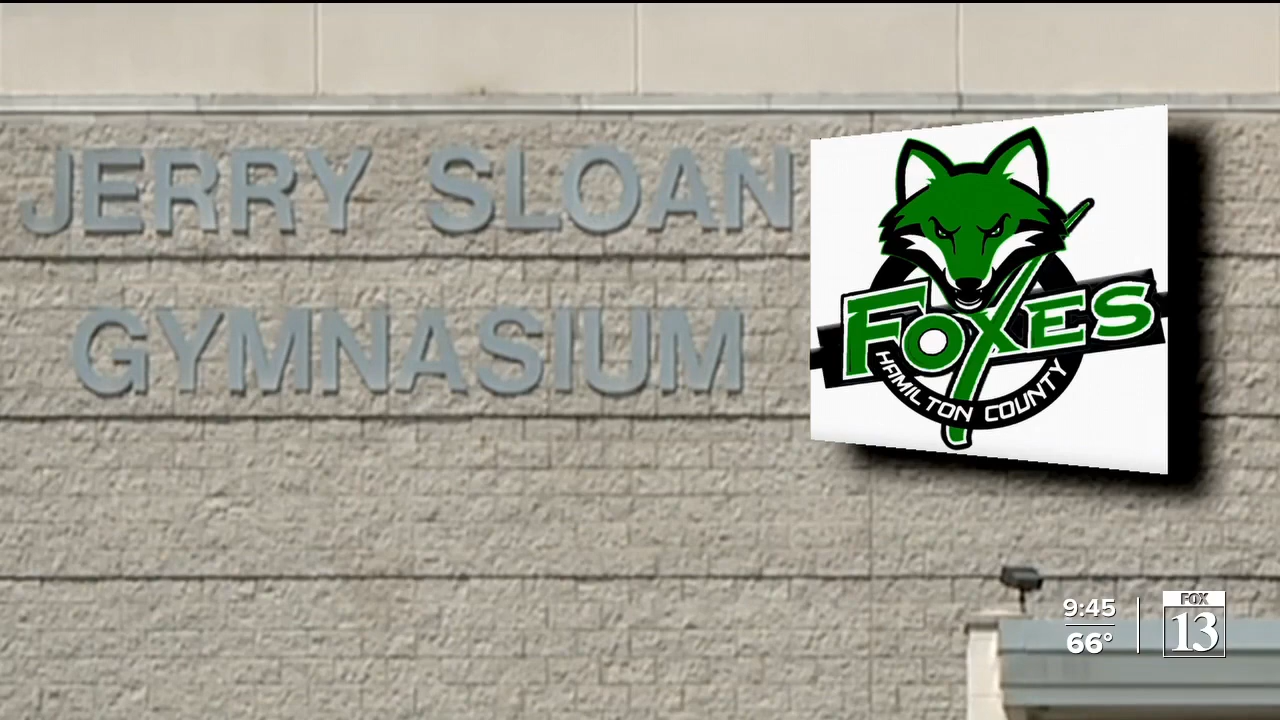 JERRY SLOAN
GYMNASIUM
FOXES
HAMILTON COUNTY
9:45
66°
FOX
13